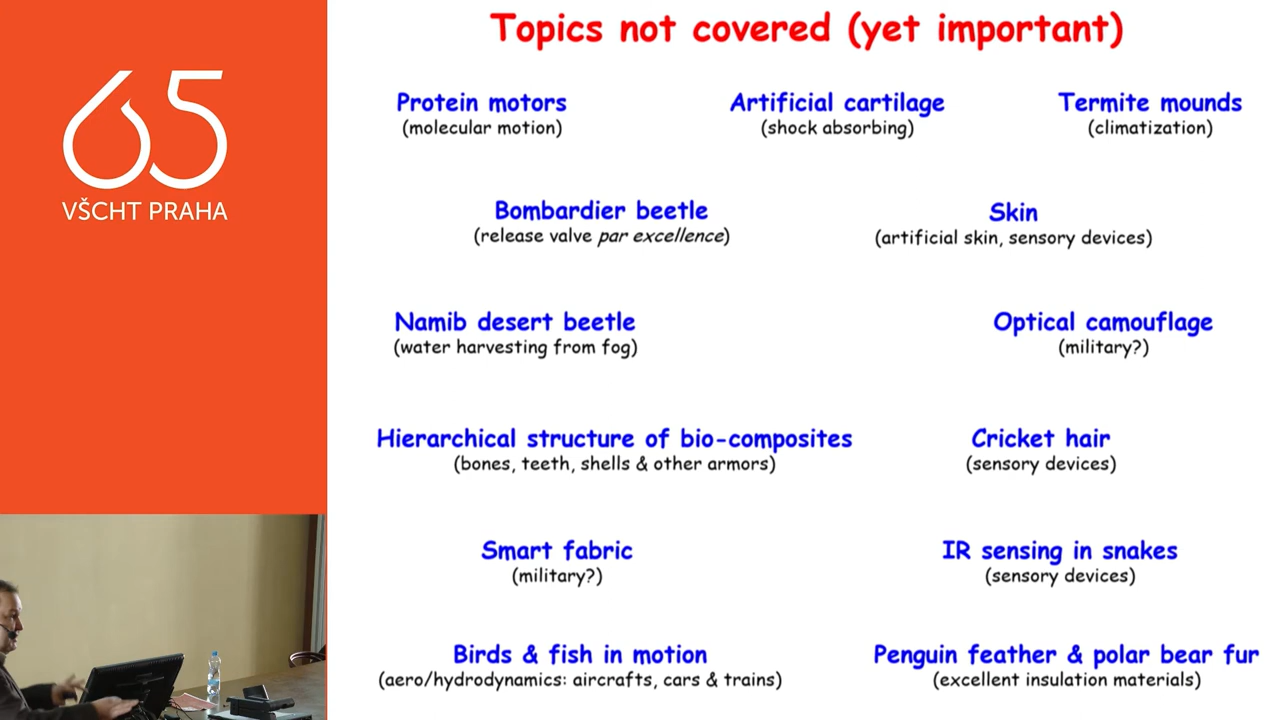 65
VŠCHT PRAHA
Topics not covered (yet important)
Protein motors
(molecular motion)
Artificial cartilage
(shock absorbing)
Termite mounds
(climatization)
Bombardier beetle
(release valve par excellence)
Skin
(artificial skin, sensory devices)
Namib desert beetle
(water harvesting from fog)
Optical camouflage
(military?)
Hierarchical structure of bio-composites
(bones, teeth, shells & other armors)
Cricket hair
(sensory devices)
Smart fabric
(military?)
IR sensing in snakes
(sensory devices)
Birds & fish in motion
(aero/hydrodynamics: aircrafts, cars & trains)
Penguin feather & polar bear fur
(excellent insulation materials)